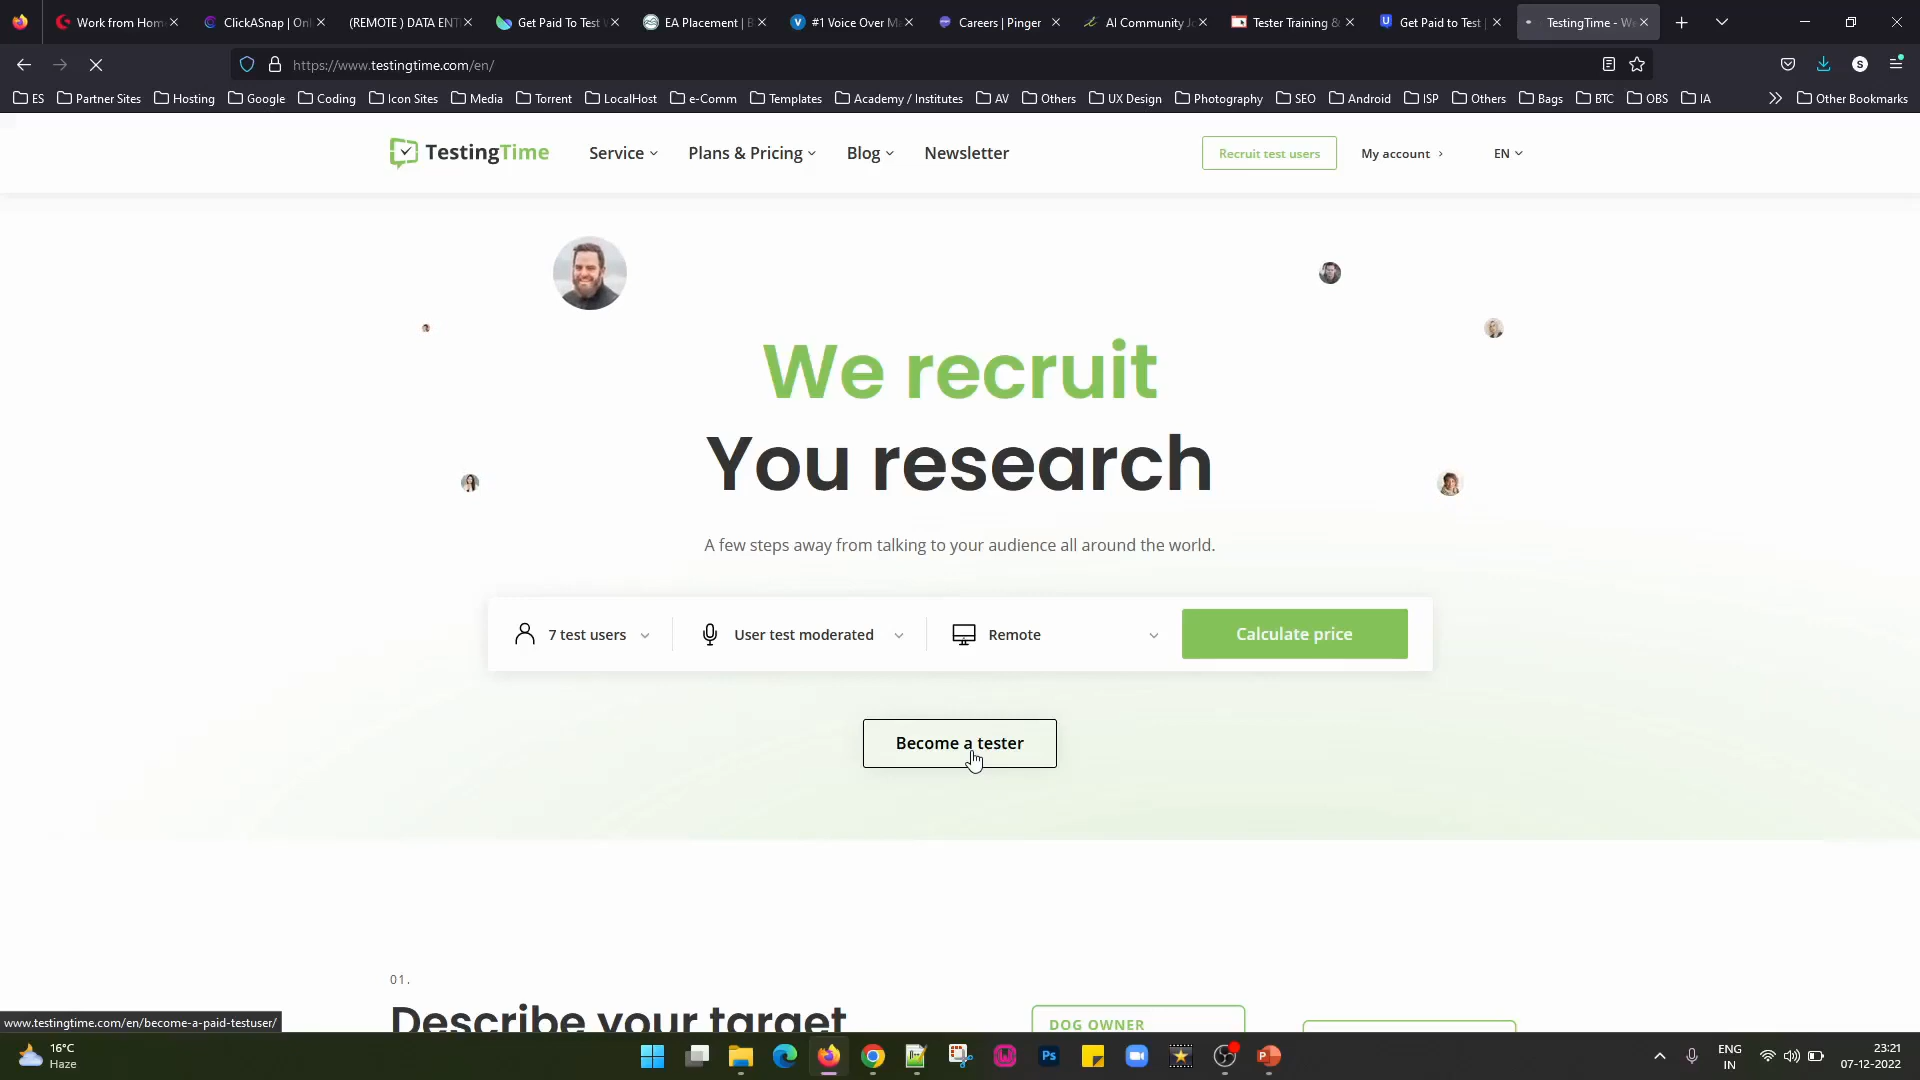 Work from Hom
ClickASnap | Onl
(REMOTE ) DATA ENT
Get Paid To Test
EA Placement | B
#1 Voice Over Ma
Careers | Pinger
AI Community Jo
Tester Training &
Get Paid to Test |
TestingTime - We
https://www.testingtime.com/en/
S
ES
Partner Sites
Hosting
Google
Coding
Icon Sites
Media
Torrent
LocalHost
e-Comm
Templates
Academy / Institutes
AV
Others
UX Design
Photography
SEO
Android
ISP
Others
Bags
BTC
OBS
IA
Other Bookmarks
TestingTime
Service
Plans & Pricing
Blog
Newsletter
Recruit test users
My account
EN
We recruit
You research
A few steps away from talking to your audience all around the world.
7 test users
User test moderated
Remote
Calculate price
Become a tester
01.
Describe your target
DOG OWNER
www.testingtime.com/en/become-a-paid-testuser/
16°C
Haze
Ps
ENG
IN
23:21
07-12-2022